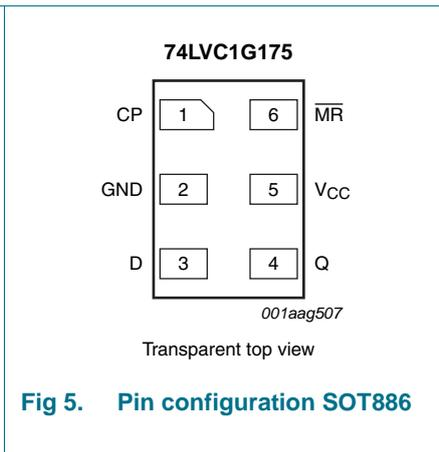 74LVC1G175
CP 1 6 MR
GND 2 5 VCC
D 3 4 Q
001aag507
Transparent top view
Fig 5. Pin configuration SOT886